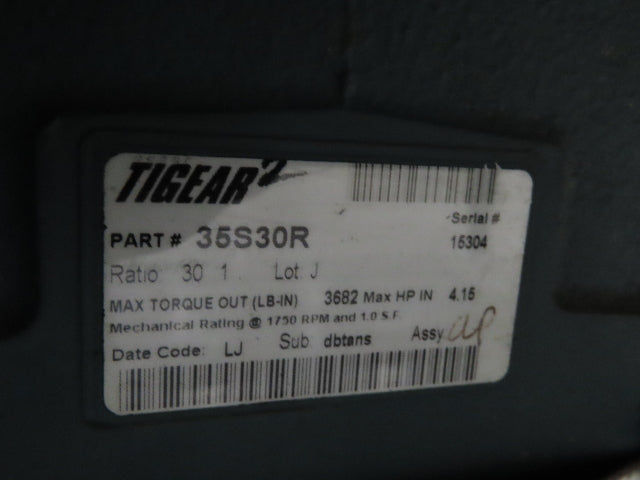 TIGEAR 2
Serial #
PART # 35S30R 15304
Ratio: 30 1 Lot J
MAX TORQUE OUT (LB-IN) 3682 Max HP IN 4.15
Mechanical Rating @ 1750 RPM and 1.0 S.F.
Date Code: LJ Sub dbtans Assy